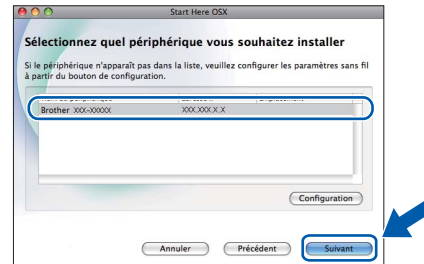 Start Here OSX
Sélectionnez quel périphérique vous souhaitez installer
Si le périphérique n'apparaît pas dans la liste, veuillez configurer les paramètres sans fil
à partir du bouton de configuration.
Brother XXX-XXXXX XXX.XXX.X.X
Configuration
Annuler Précédent Suivant